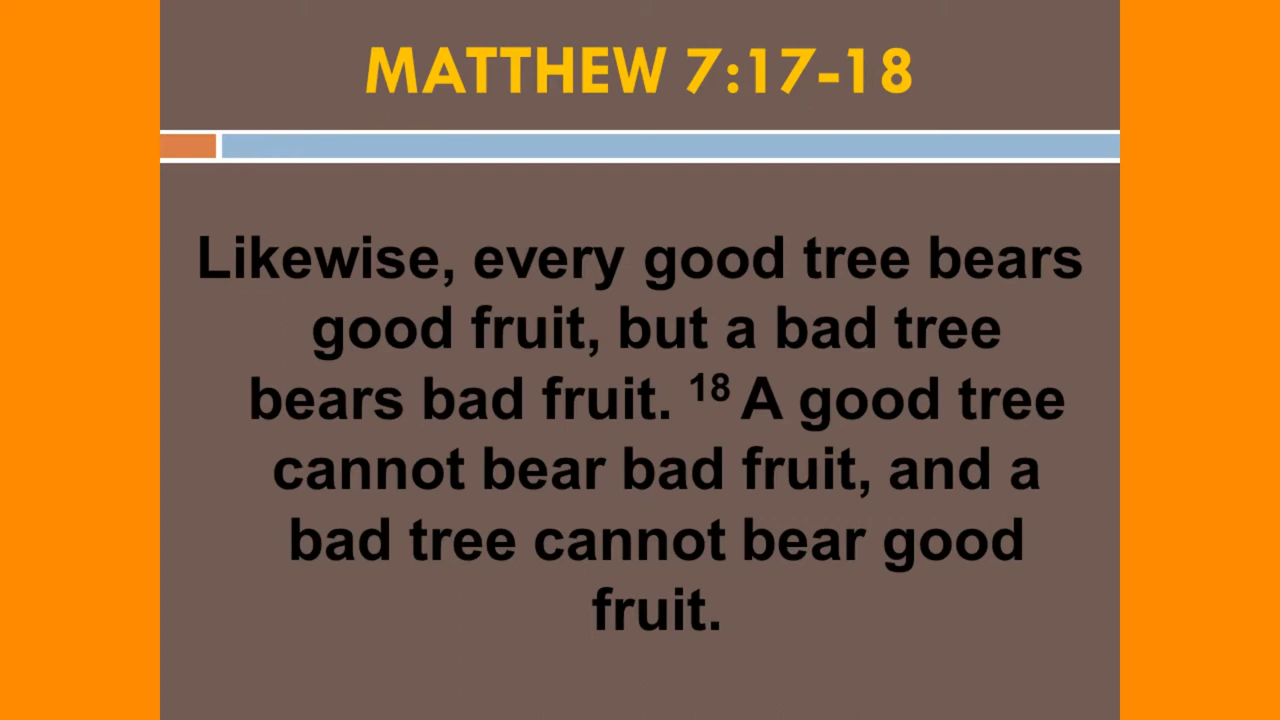 MATTHEW 7:17-18
Likewise, every good tree bears
good fruit, but a bad tree
bears bad fruit. 18 A good tree
cannot bear bad fruit, and a
bad tree cannot bear good
fruit.